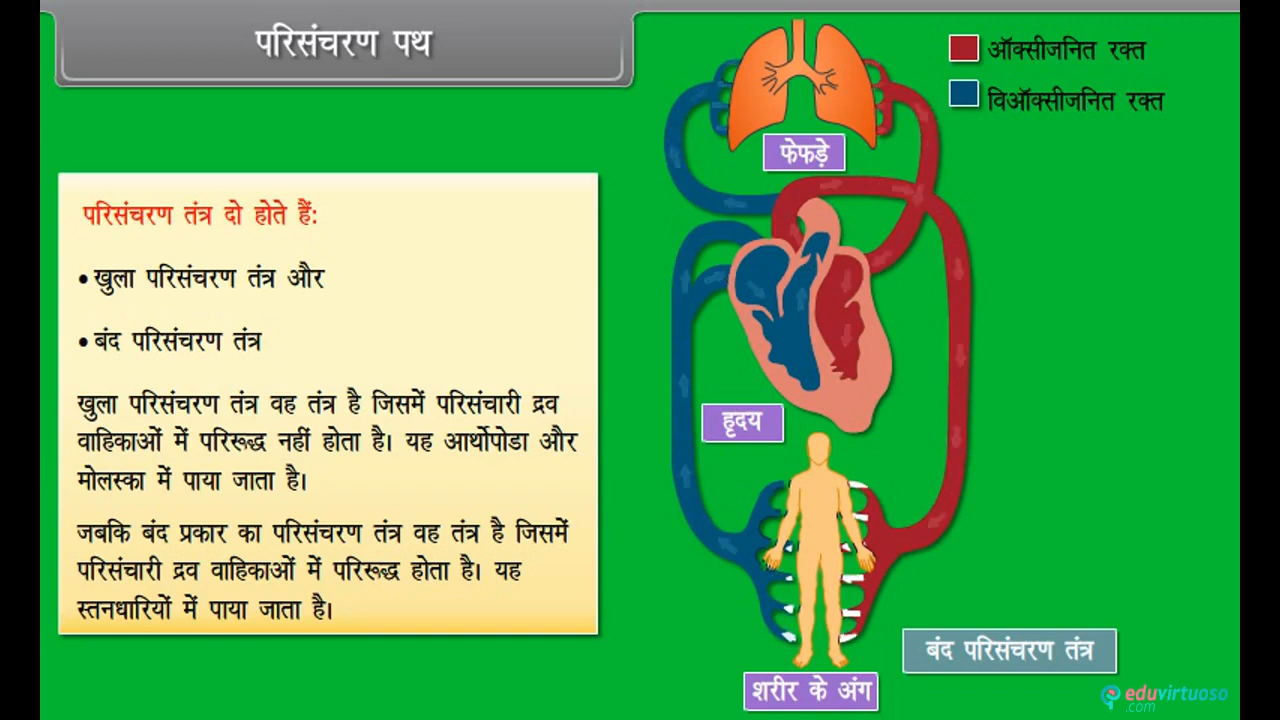 परिसंचरण पथ
ऑक्सीजनित रक्त
विऑक्सीजनित रक्त
फेफड़े
परिसंचरण तंत्र दो होते हैं:
• खुला परिसंचरण तंत्र और
• बंद परिसंचरण तंत्र
खुला परिसंचरण तंत्र वह तंत्र है जिसमें परिसंचारी द्रव
वाहिकाओं में परिरूद्ध नहीं होता है। यह आर्थोपोडा और
मोलस्का में पाया जाता है।
जबकि बंद प्रकार का परिसंचरण तंत्र वह तंत्र है जिसमें
परिसंचारी द्रव वाहिकाओं में परिरूद्ध होता है। यह
स्तनधारियों में पाया जाता है।
हृदय
बंद परिसंचरण तंत्र
शरीर के अंग
eduvirtuoso
.com